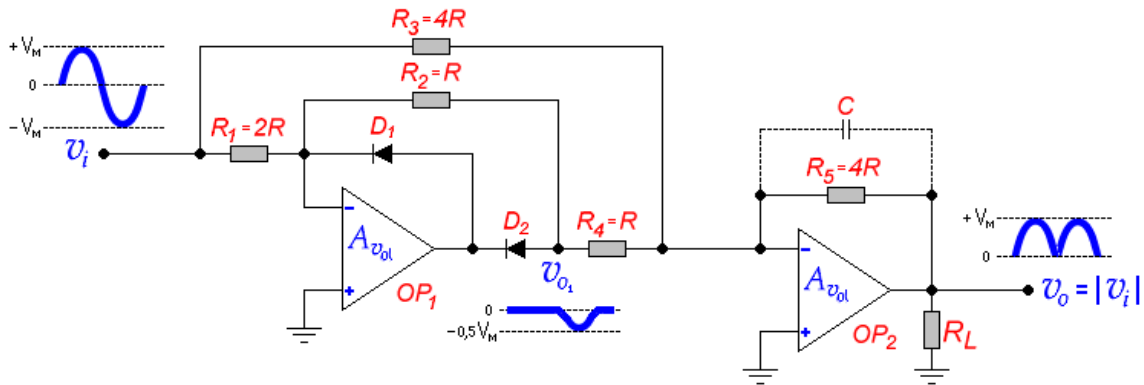 R3 = 4R
+ VM
0
− VM
R2 = R
R1 = 2R
D1
vi
−
Avol
+
OP1
D2
vo1
R4 = R
0
−0,5VM
C
R5 = 4R
−
Avol
+
OP2
RL
+ VM
0
vo = |vi|